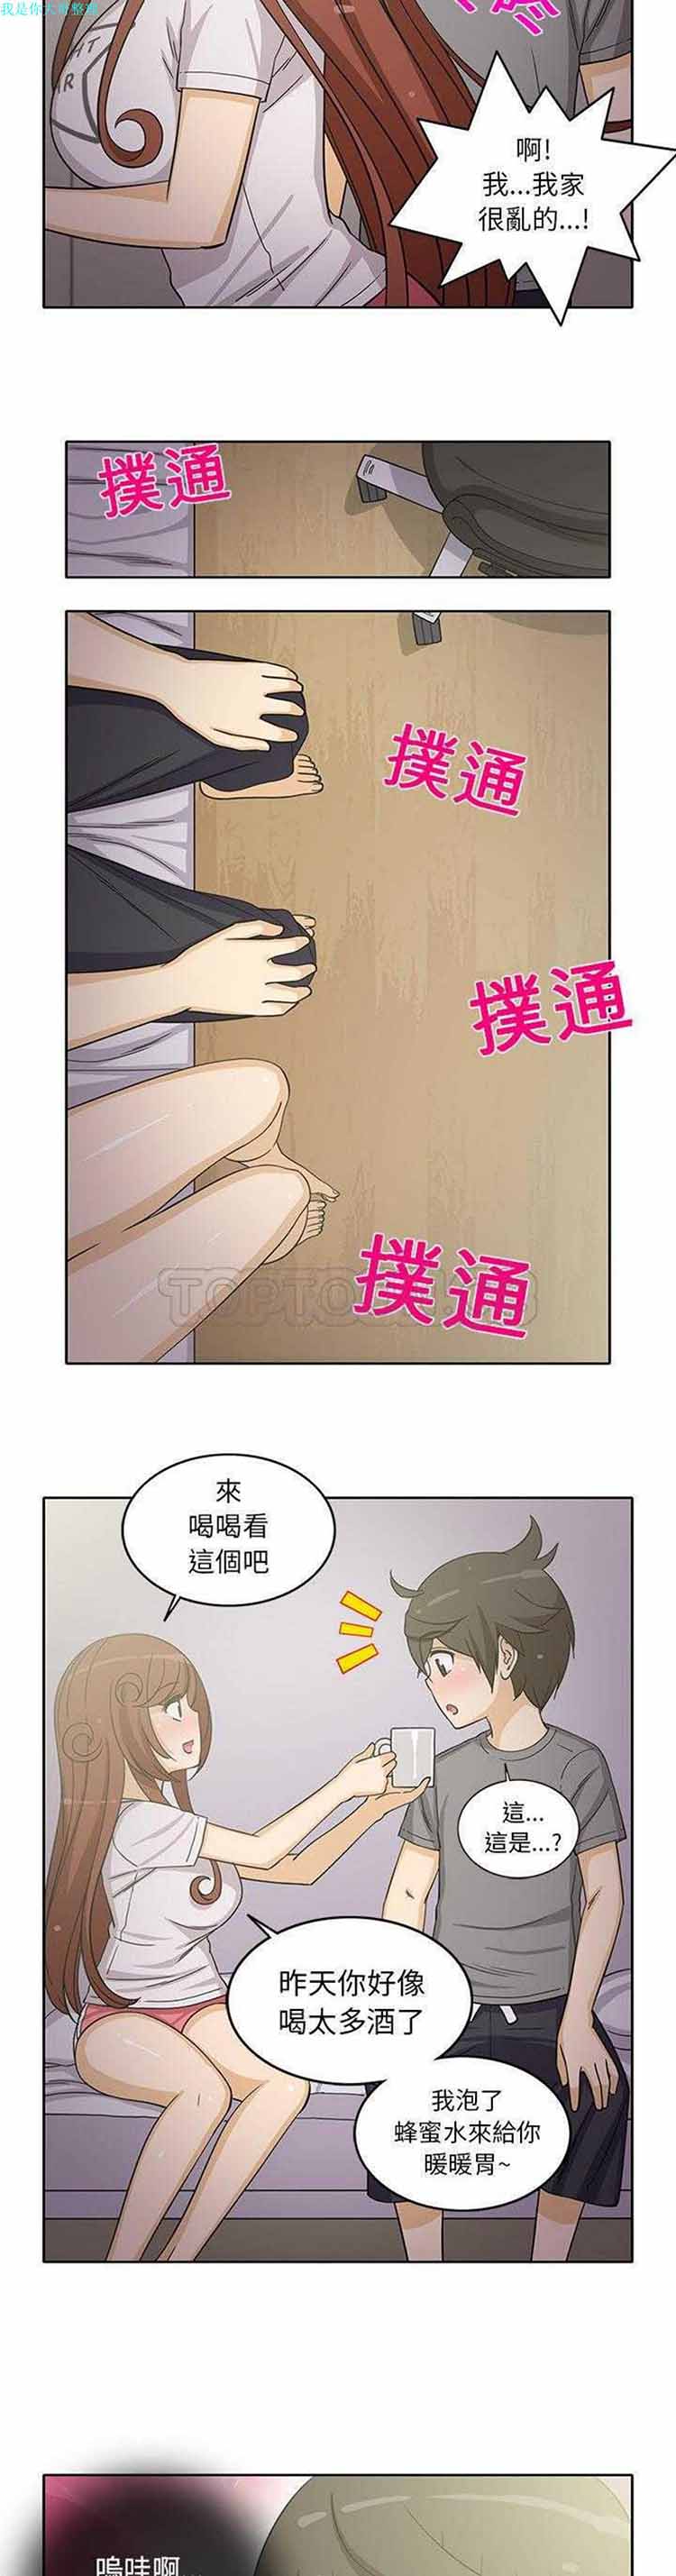 我是你大哥整理
咚
啊!
我...我家
很亂的...!
撲通
撲通
撲通
撲通
來
喝喝看
這個吧
這...
這是...?
昨天你好像
喝太多酒了
我泡了
蜂蜜水來給你
暖暖胃~
嗚哇啊...